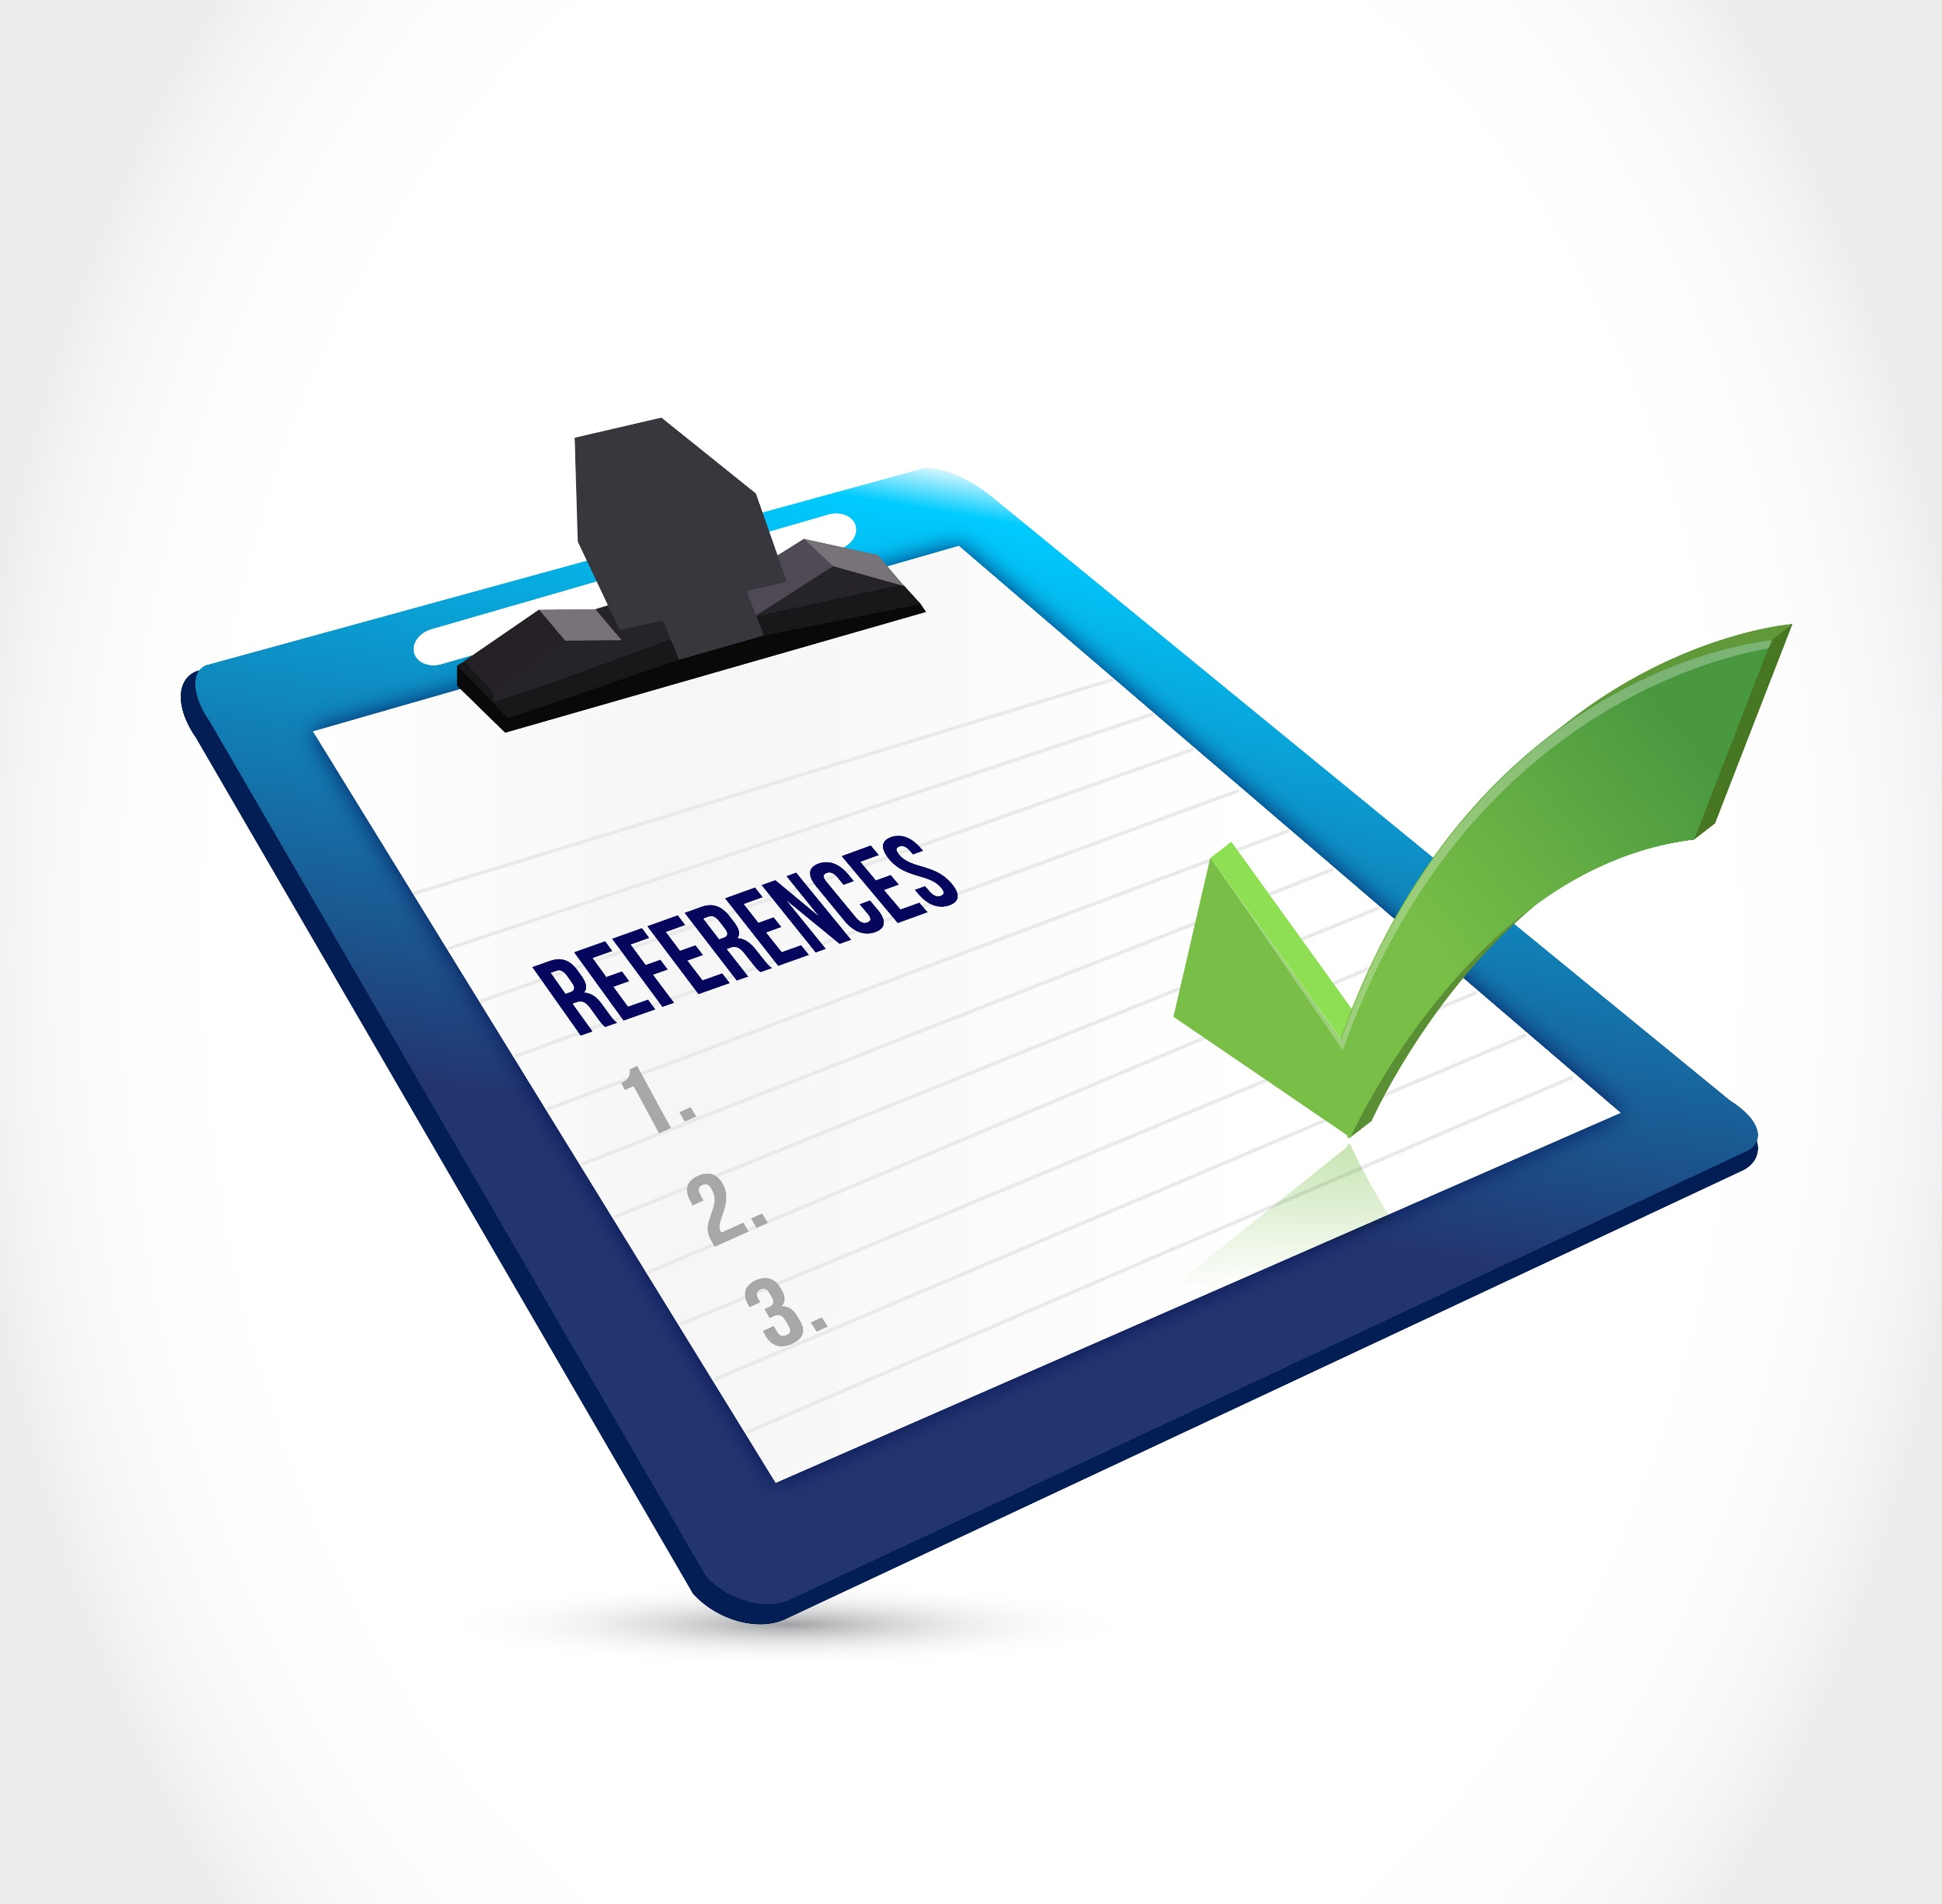 REFERENCES
1.
2.
3.